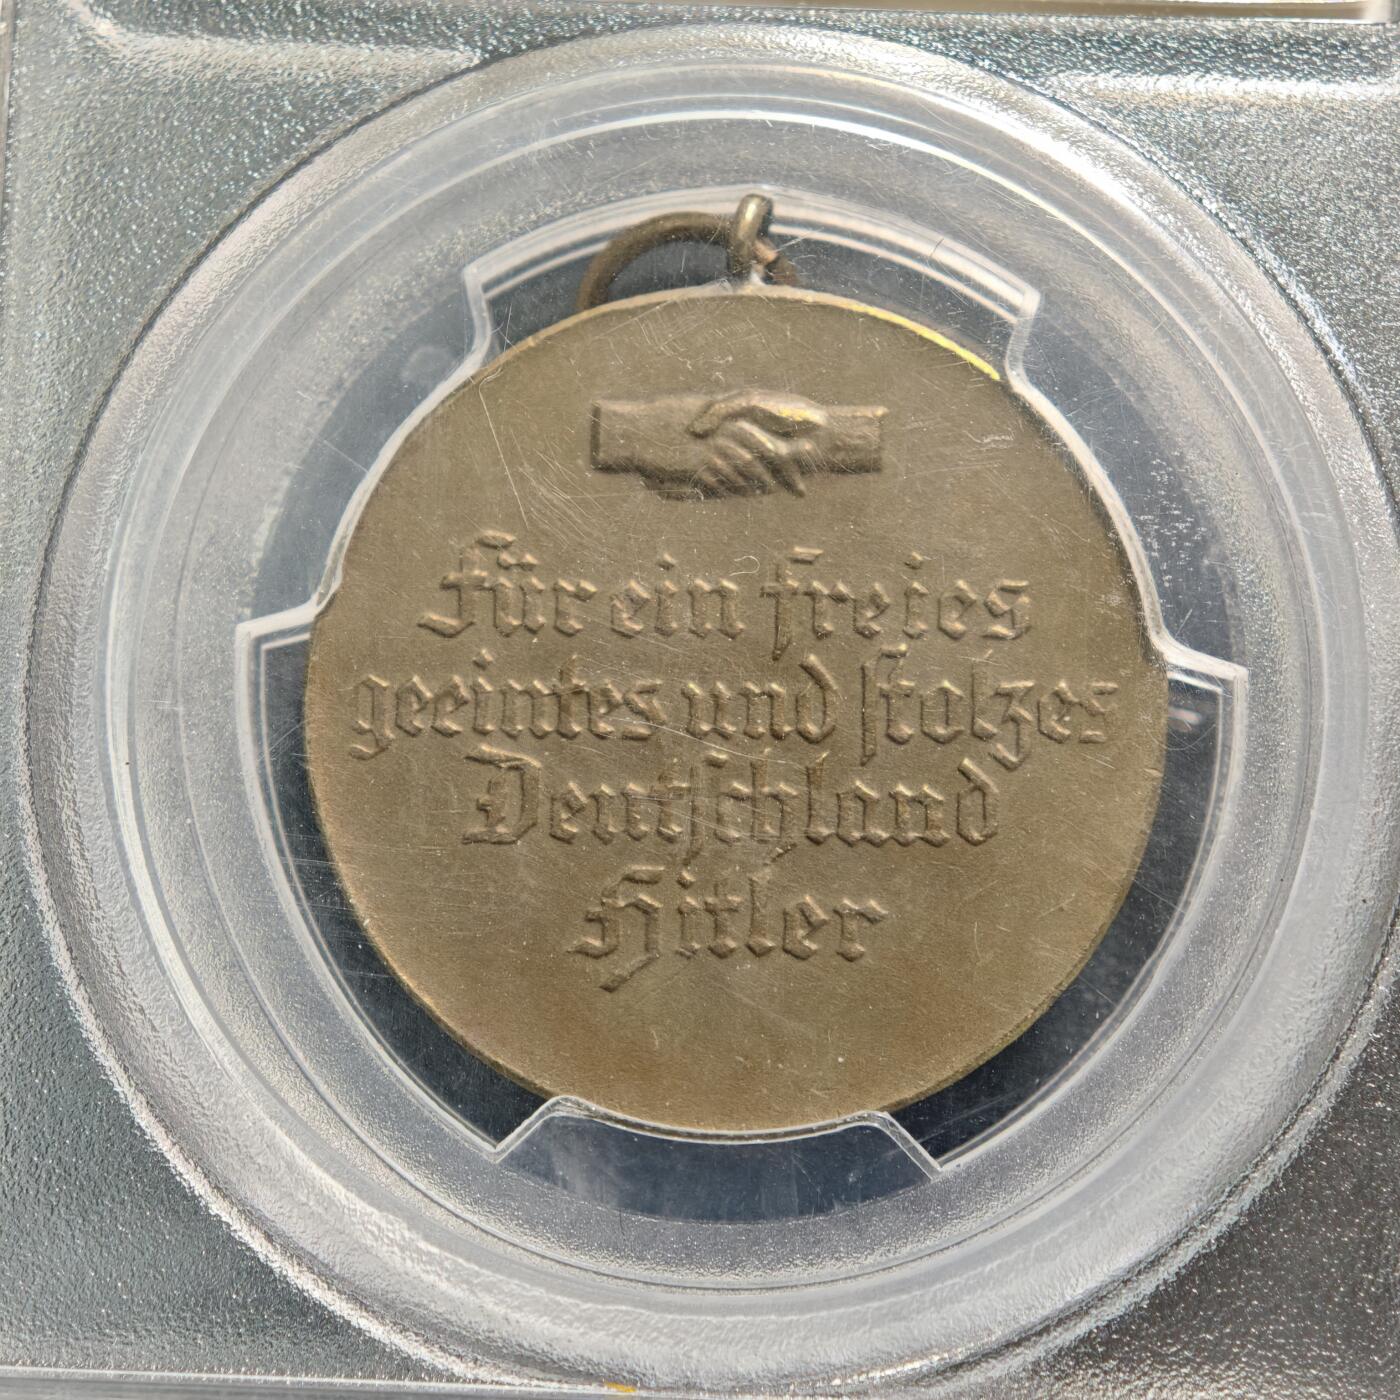 Für ein freies
geeintes und stolzes
Deutschland
Hitler